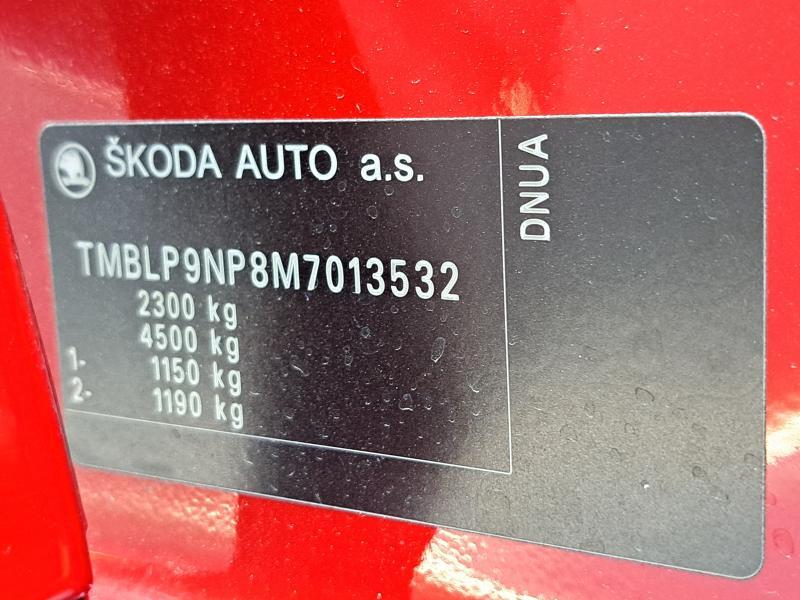 ŠKODA AUTO a.s.
TMBLP9NP8M7013532
2300 kg
4500 kg
1- 1150 kg
2- 1190 kg
DNUA